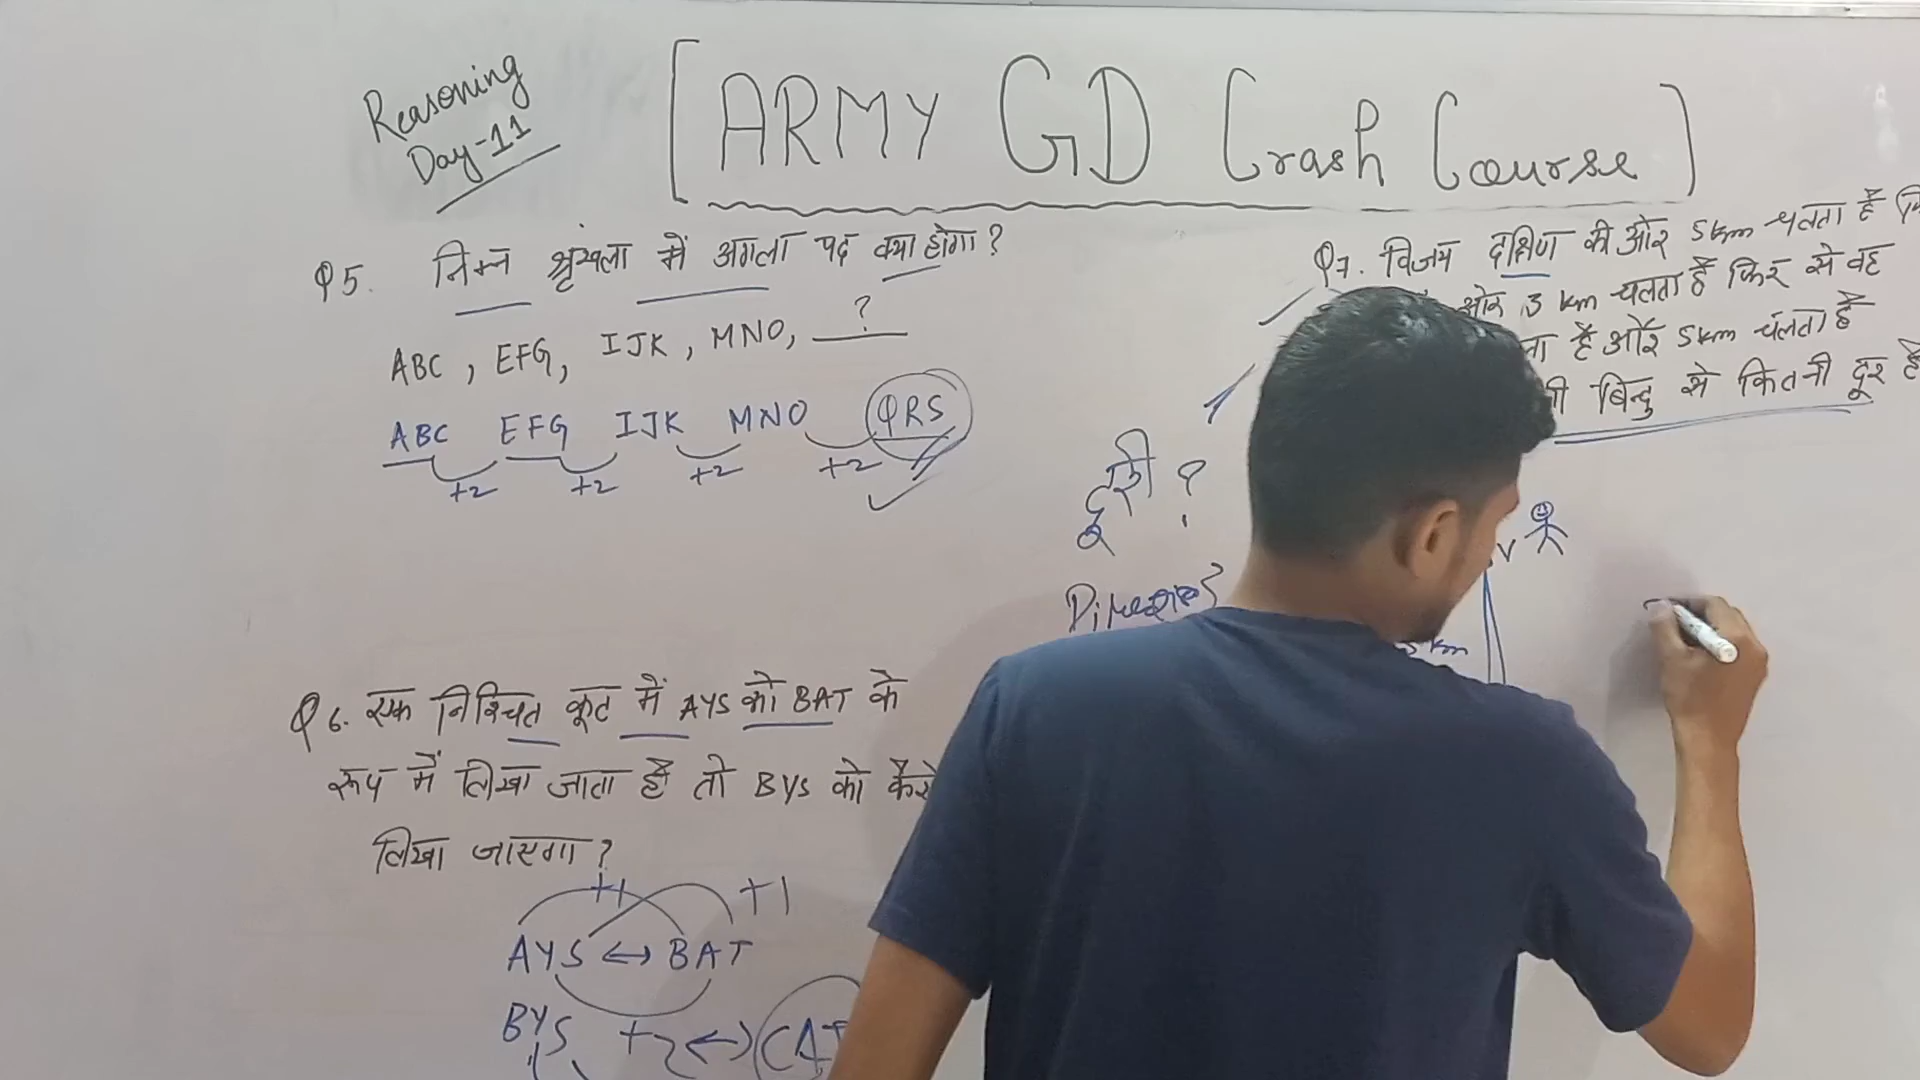 Reasoning
Day-11
[ARMY GD Crash Course]
Q5. निम्न श्रृंखला में अगला पद क्या होगा ?
ABC, EFG, IJK, MNO, ?
ABC EFG IJK MNO QRS
+2 +2 +2 +2
Q6. एक निश्चित कूट में AYS को BAT के
रूप में लिखा जाता है तो BYS को
लिखा जाएगा ?
+1 +1
AYS ↔ BAT
BYS +2 ↔ CAT
Q7. विजय दक्षिण की ओर 5km चलता है
ओर 3 km चलता है फिर से वह
है और 5km चलता है
बिन्दु से कितनी दूर है
दूरी ?
V
km